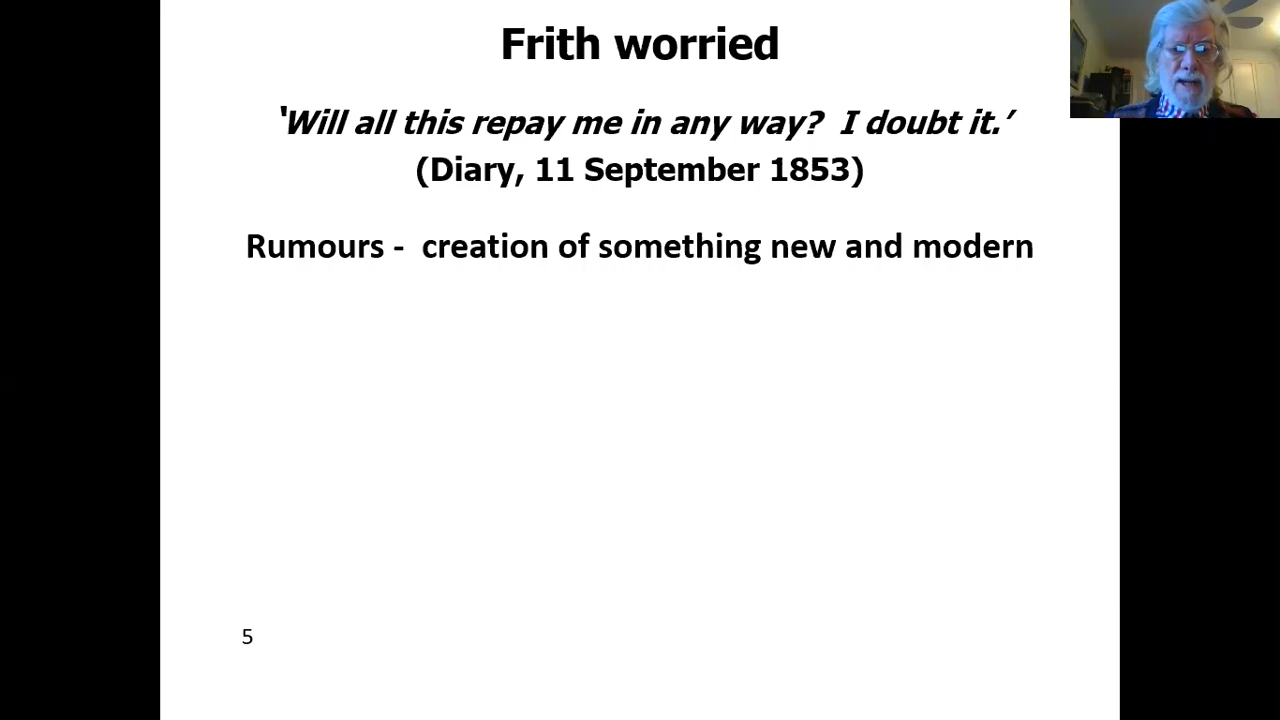 Frith worried
‘Will all this repay me in any way?  I doubt it.’
(Diary, 11 September 1853)
Rumours -  creation of something new and modern
5